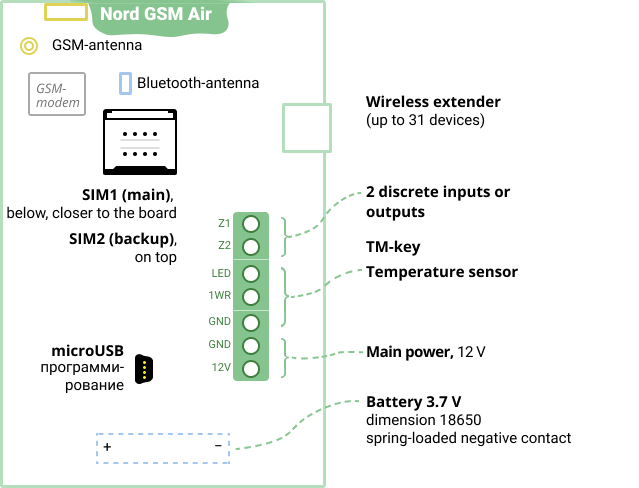 Nord GSM Air
GSM-antenna
GSM-
modem
Bluetooth-antenna
Wireless extender
(up to 31 devices)
SIM1 (main),
below, closer to the board
SIM2 (backup),
on top
Z1
Z2
LED
1WR
GND
GND
12V
2 discrete inputs or
outputs
TM-key
Temperature sensor
Main power, 12 V
microUSB
программи-
рование
Battery 3.7 V
dimension 18650
spring-loaded negative contact
+ −